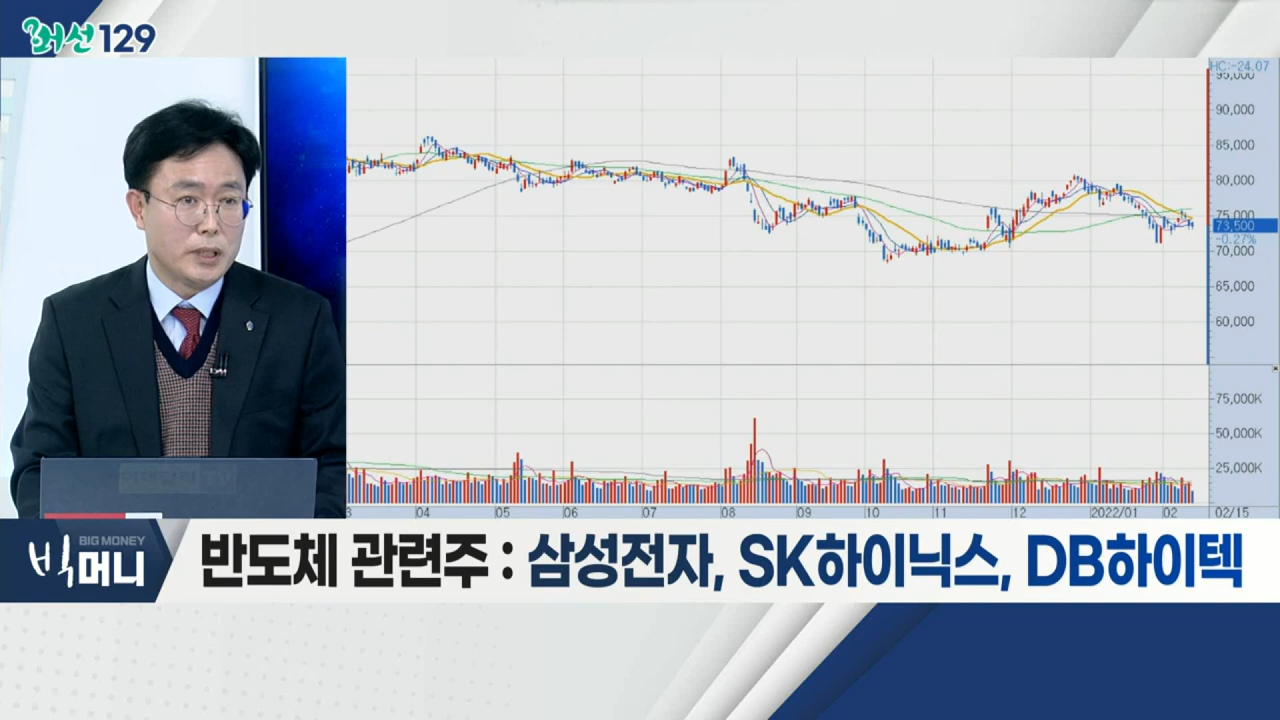 머선129
HC:-24.07
95,000
90,000
85,000
80,000
75,000
73,500
-0.27%
70,000
65,000
60,000
75,000K
50,000K
25,000K
3 04 05 06 07 08 09 10 11 12 2022/01 02 02/15
BIG MONEY
빅머니
반도체 관련주 : 삼성전자, SK하이닉스, DB하이텍